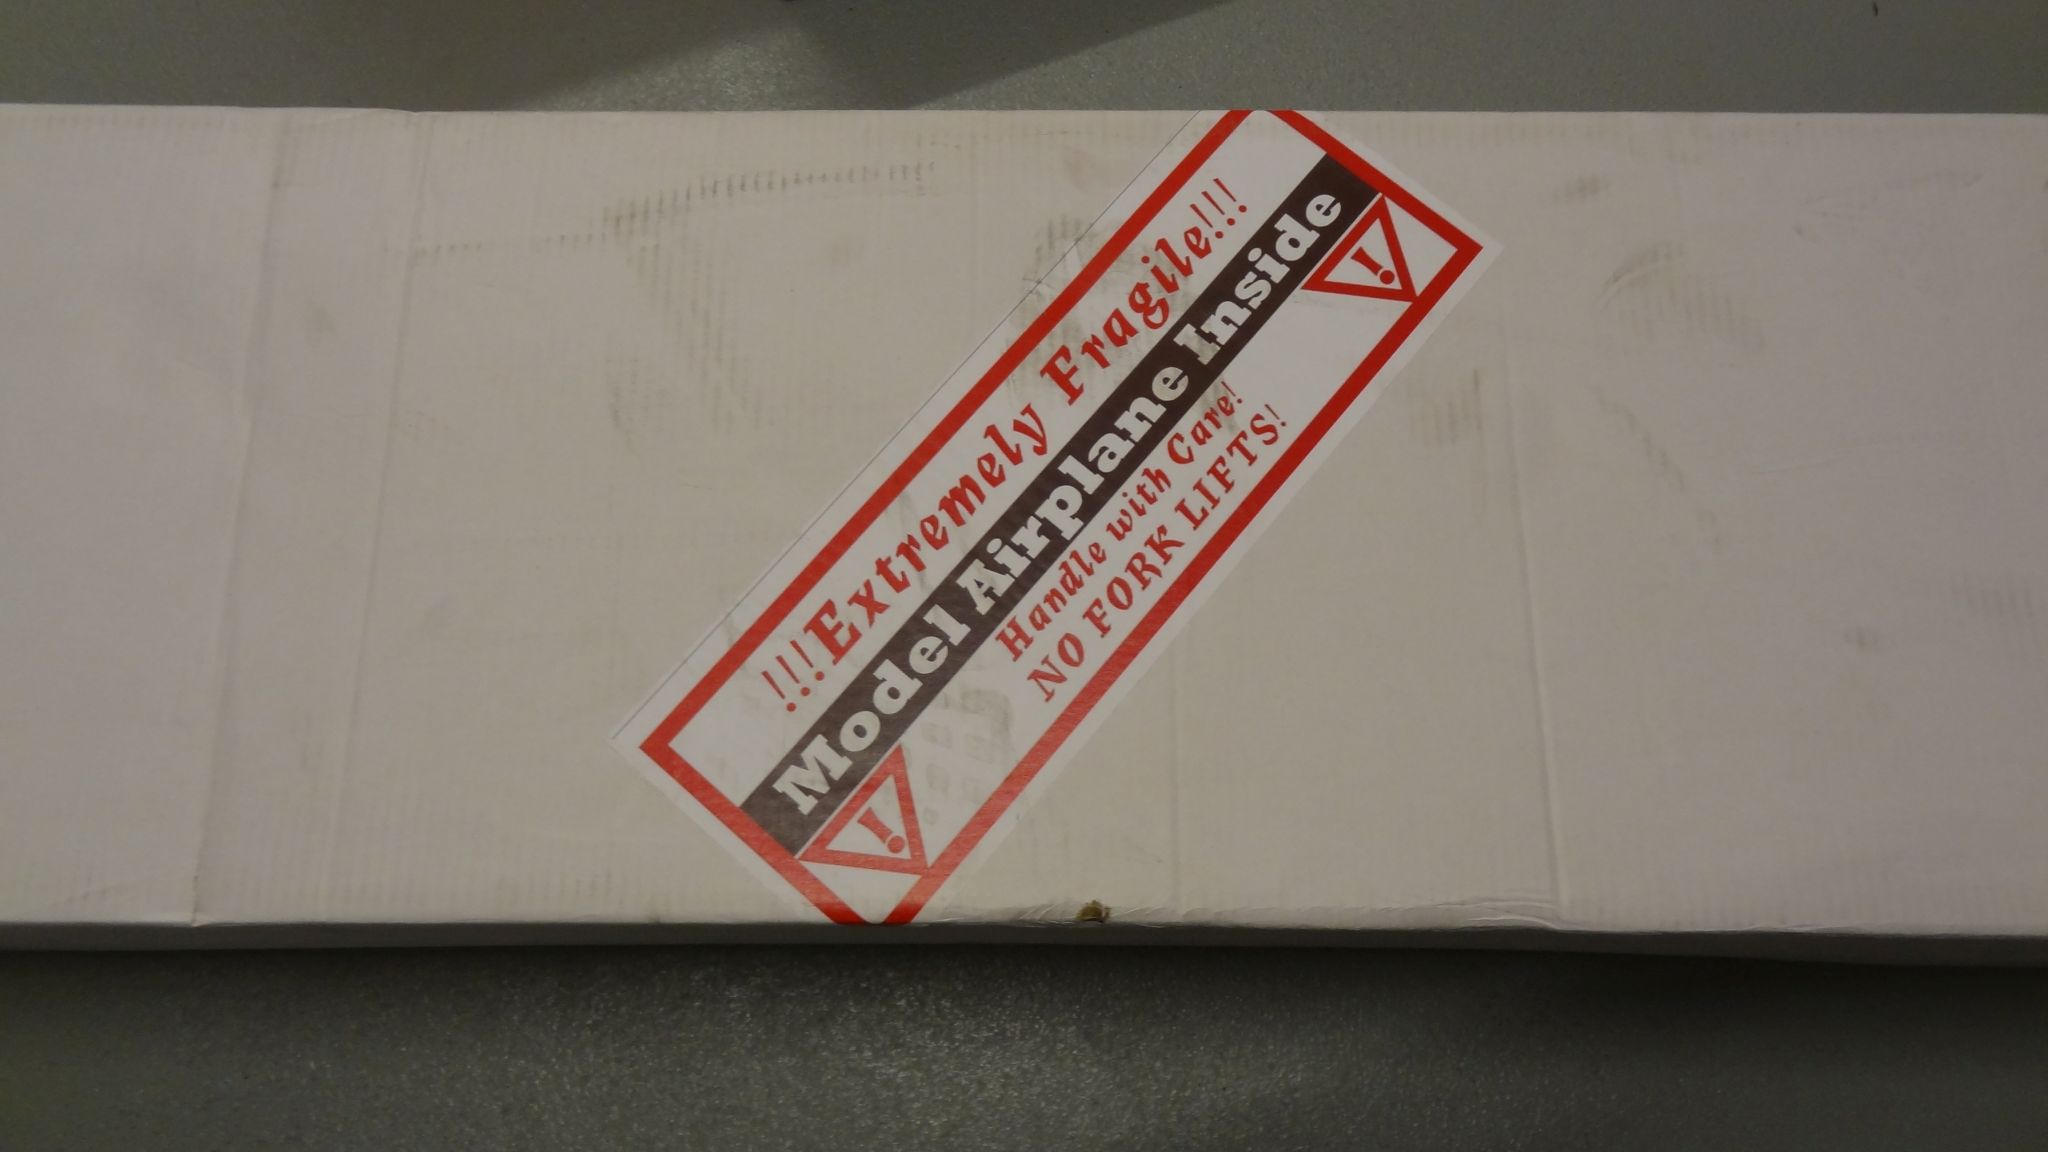 !!!Extremely Fragile!!!
Model Airplane Inside
Handle with Care!
NO FORK LIFTS!
!
!